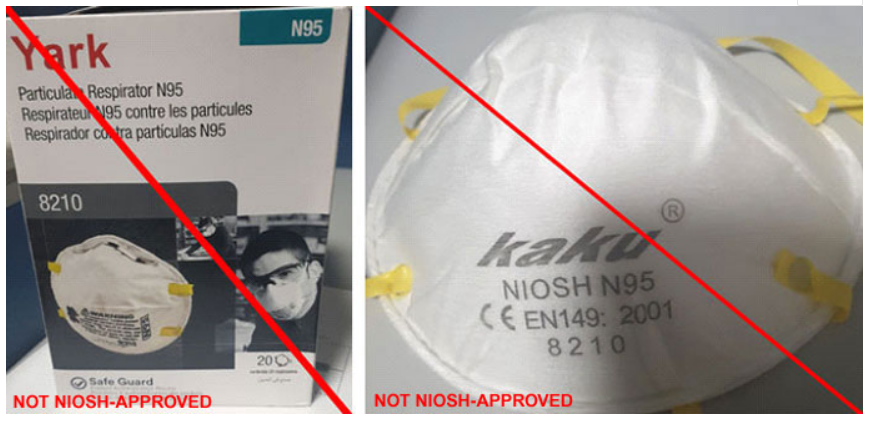 N95
Yark
Particulate Respirator N95
Respirateur N95 contre les particules
Respirador contra partículas N95
8210
WARNING
20
Safe Guard
NOT NIOSH-APPROVED
®
kaku
NIOSH N95
CE EN149: 2001
8210
NOT NIOSH-APPROVED